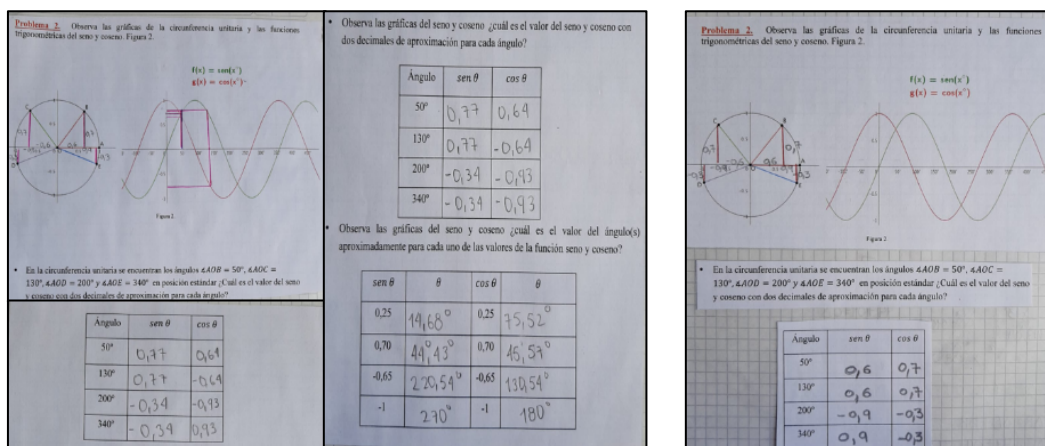 Problema 2. Observa las gráficas de la circunferencia unitaria y las funciones
trigonométricas del seno y coseno. Figura 2.
f(x) = sen(x°)
g(x) = cos(x°)
Figura 2
• En la circunferencia unitaria se encuentran los ángulos ∡AOB = 50°, ∡AOC =
130°, ∡AOD = 200° y ∡AOE = 340° en posición estándar ¿Cuál es el valor del seno
y coseno con dos decimales de aproximación para cada ángulo?
Ángulo sen θ cos θ
50° 0,77 0,64
130° 0,77 -0,64
200° -0,34 -0,93
340° -0,34 0,93
• Observa las gráficas del seno y coseno ¿cuál es el valor del seno y coseno con
dos decimales de aproximación para cada ángulo?
Ángulo sen θ cos θ
50° 0,77 0,64
130° 0,77 -0,64
200° -0,34 -0,93
340° -0,34 -0,93
• Observa las gráficas del seno y coseno ¿cuál es el valor del ángulo(s)
aproximadamente para cada uno de las valores de la función seno y coseno?
sen θ θ cos θ θ
0,25 14,68° 0,25 75,52°
0,70 44,43° 0,70 45,57°
-0,65 220,54° -0,65 130,54°
-1 270° -1 180°
Problema 2. Observa las gráficas de la circunferencia unitaria y las funciones
trigonométricas del seno y coseno. Figura 2.
f(x) = sen(x°)
g(x) = cos(x°)
Figura 2
• En la circunferencia unitaria se encuentran los ángulos ∡AOB = 50°, ∡AOC =
130°, ∡AOD = 200° y ∡AOE = 340° en posición estándar ¿Cuál es el valor del seno
y coseno con dos decimales de aproximación para cada ángulo?
Ángulo sen θ cos θ
50° 0,6 0,7
130° 0,6 0,7
200° -0,9 -0,3
340° 0,9 -0,3